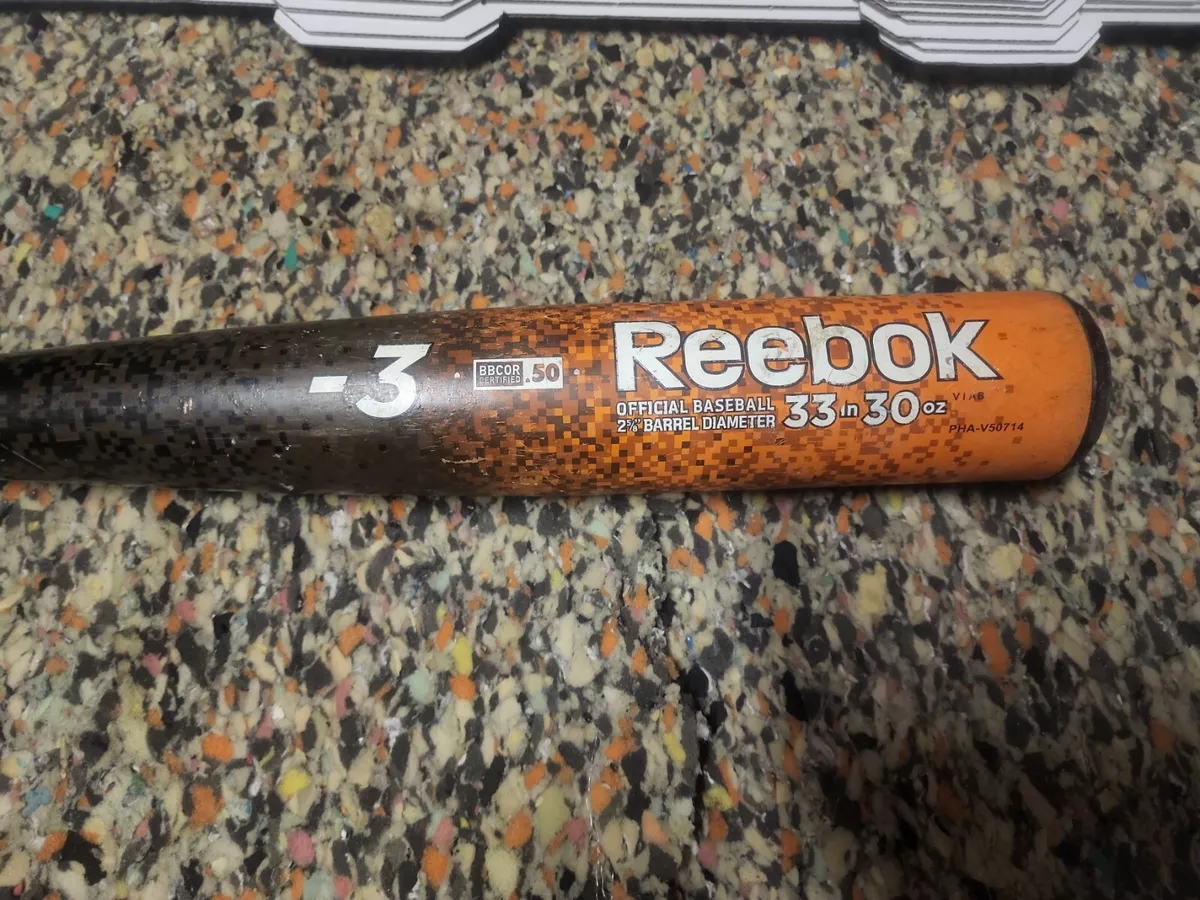 -3
BBCOR
CERTIFIED .50
Reebok
OFFICIAL BASEBALL
2⅝" BARREL DIAMETER
33 in 30 oz
PHA-V50714